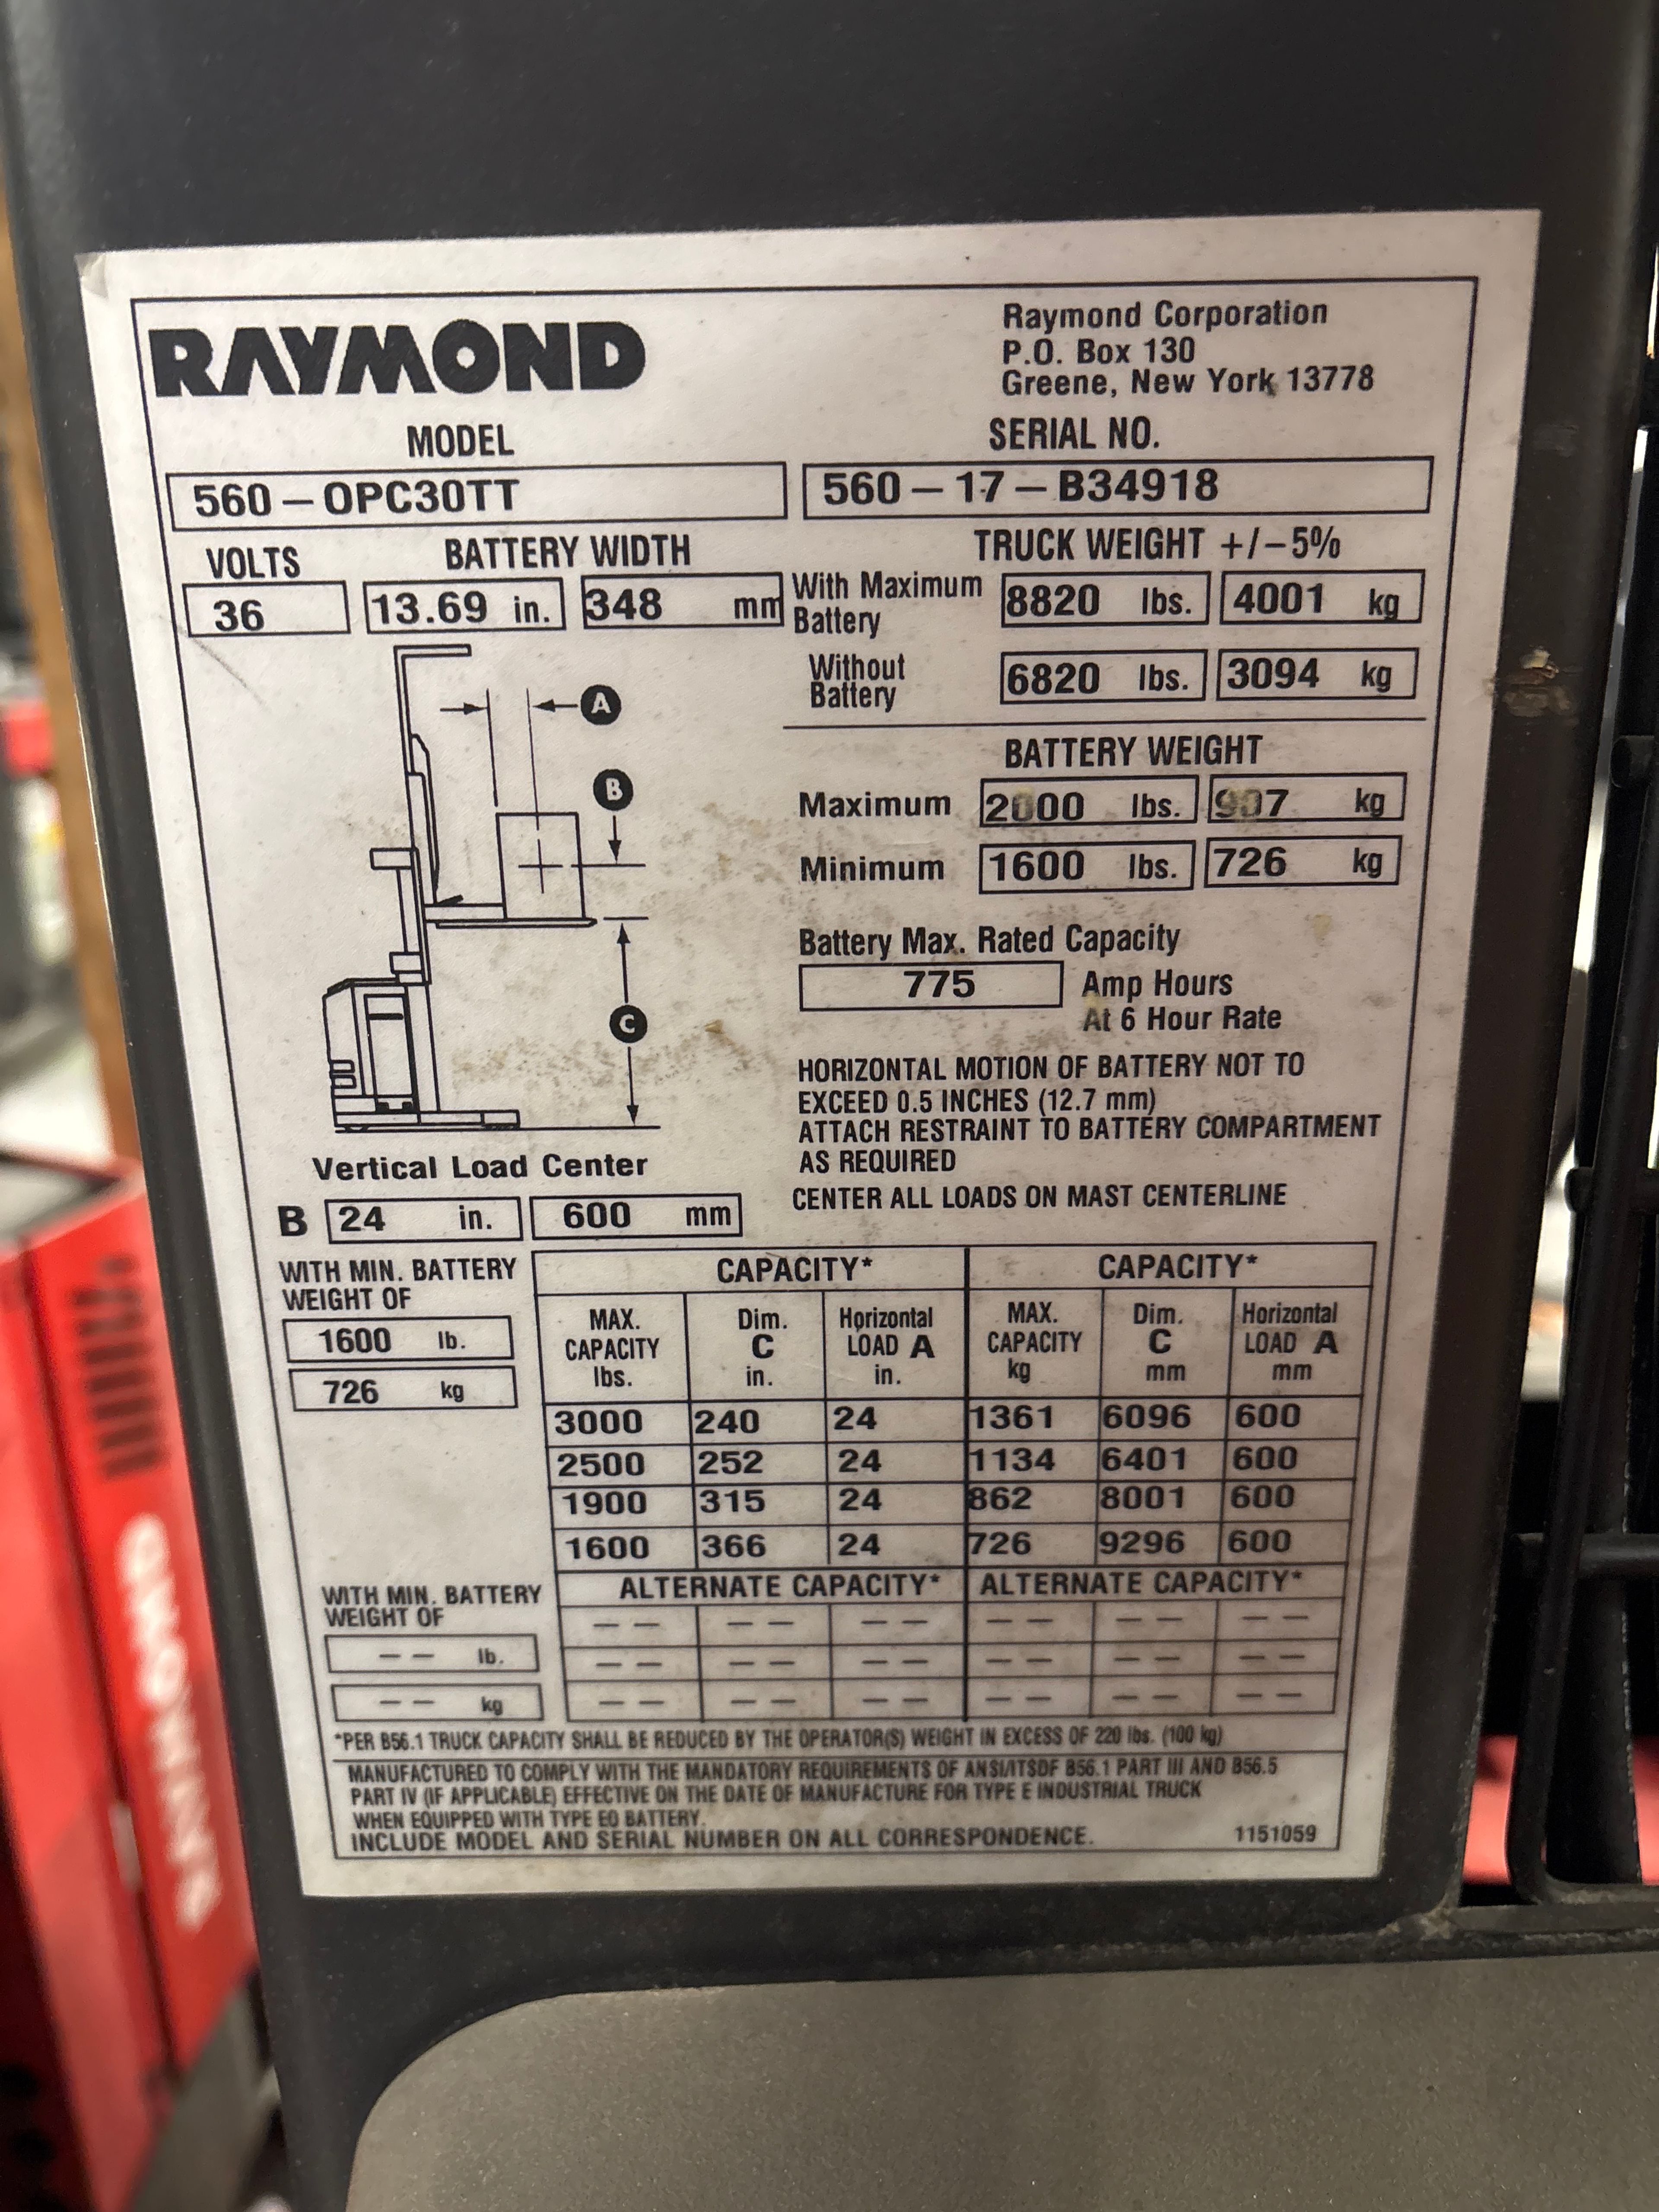 RAYMOND
Raymond Corporation
P.O. Box 130
Greene, New York 13778
MODEL
SERIAL NO.
560-OPC30TT
560-17-B34918
VOLTS
BATTERY WIDTH
TRUCK WEIGHT +/-5%
36
13.69 in.
348 mm
With Maximum
Battery
8820 lbs.
4001 kg
Without
Battery
6820 lbs.
3094 kg
A
B
C
BATTERY WEIGHT
Maximum 2000 lbs. 907 kg
Minimum 1600 lbs. 726 kg
Battery Max. Rated Capacity
775
Amp Hours
At 6 Hour Rate
HORIZONTAL MOTION OF BATTERY NOT TO
EXCEED 0.5 INCHES (12.7 mm)
ATTACH RESTRAINT TO BATTERY COMPARTMENT
AS REQUIRED
CENTER ALL LOADS ON MAST CENTERLINE
Vertical Load Center
B 24 in. 600 mm
WITH MIN. BATTERY
WEIGHT OF
1600 lb.
726 kg
CAPACITY* CAPACITY*
MAX. Dim. Horizontal MAX. Dim. Horizontal
CAPACITY C LOAD A CAPACITY C LOAD A
lbs. in. in. kg mm mm
3000 240 24 1361 6096 600
2500 252 24 1134 6401 600
1900 315 24 862 8001 600
1600 366 24 726 9296 600
WITH MIN. BATTERY
WEIGHT OF
-- lb.
-- kg
ALTERNATE CAPACITY* ALTERNATE CAPACITY*
-- -- -- -- -- --
-- -- -- -- -- --
-- -- -- -- -- --
*PER B56.1 TRUCK CAPACITY SHALL BE REDUCED BY THE OPERATOR(S) WEIGHT IN EXCESS OF 220 lbs. (100 kg)
MANUFACTURED TO COMPLY WITH THE MANDATORY REQUIREMENTS OF ANSI/ITSDF B56.1 PART III AND B56.5
PART IV (IF APPLICABLE) EFFECTIVE ON THE DATE OF MANUFACTURE FOR TYPE E INDUSTRIAL TRUCK
WHEN EQUIPPED WITH TYPE EO BATTERY.
INCLUDE MODEL AND SERIAL NUMBER ON ALL CORRESPONDENCE. 1151059